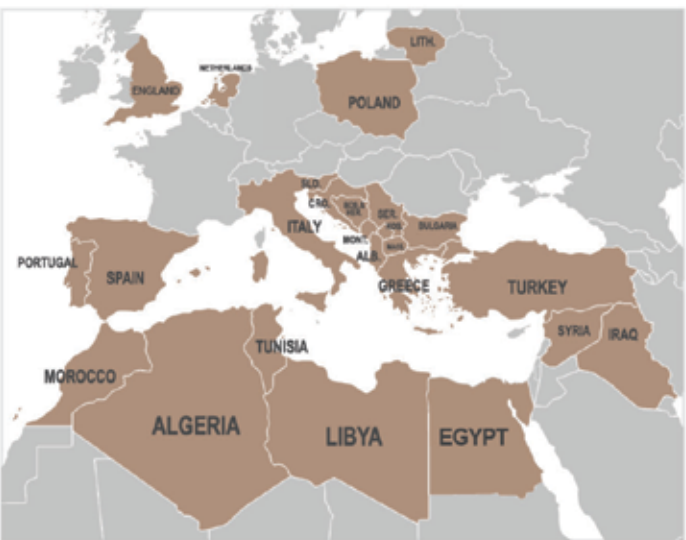 LITH.
NETHERLANDS
ENGLAND
POLAND
SLO.
CRO.
SER.
ITALY
BULGARIA
MONT.
ALB.
PORTUGAL
SPAIN
GREECE
TURKEY
SYRIA
IRAQ
TUNISIA
MOROCCO
ALGERIA
LIBYA
EGYPT